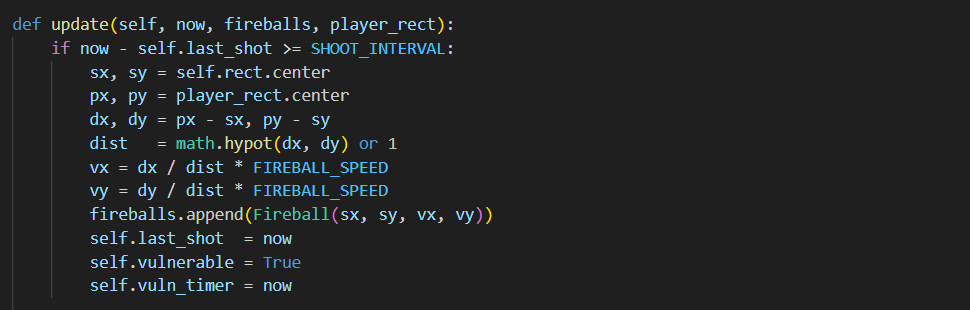 def update(self, now, fireballs, player_rect):
    if now - self.last_shot >= SHOOT_INTERVAL:
        sx, sy = self.rect.center
        px, py = player_rect.center
        dx, dy = px - sx, py - sy
        dist   = math.hypot(dx, dy) or 1
        vx = dx / dist * FIREBALL_SPEED
        vy = dy / dist * FIREBALL_SPEED
        fireballs.append(Fireball(sx, sy, vx, vy))
        self.last_shot  = now
        self.vulnerable = True
        self.vuln_timer = now